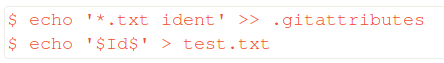 $ echo '*.txt ident' >> .gitattributes
$ echo '$Id$' > test.txt